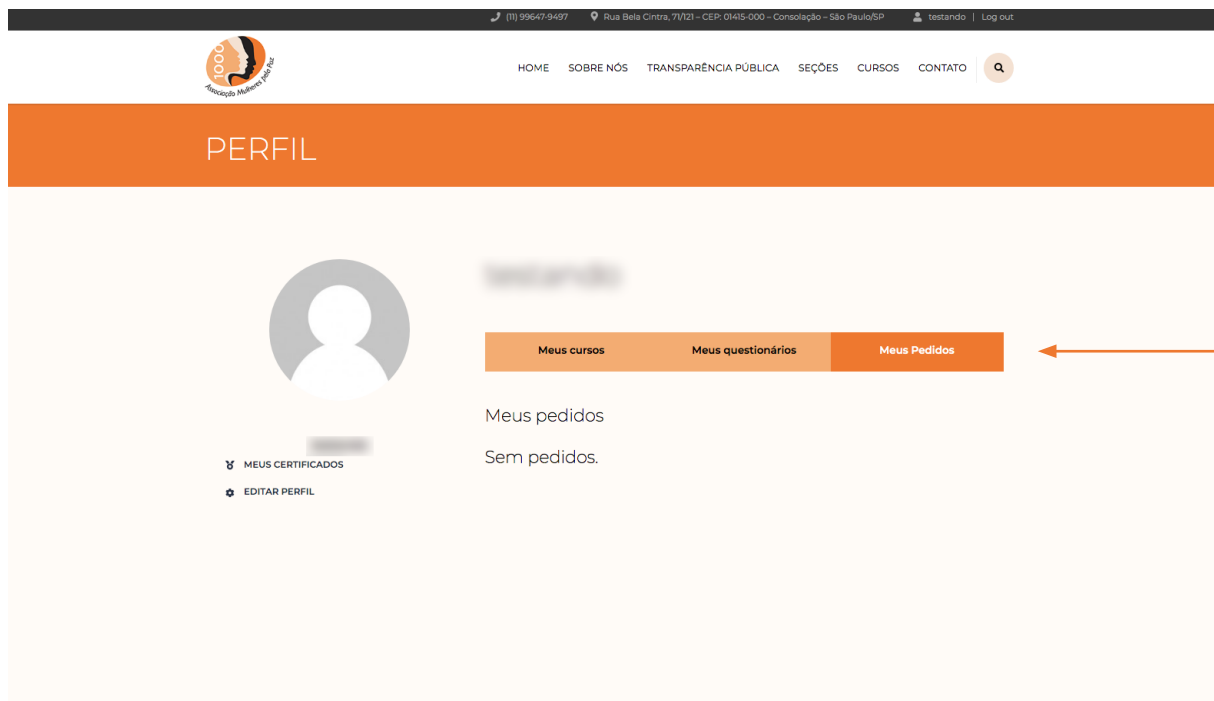 (11) 99647-9497 Rua Bela Cintra, 71/121 – CEP: 01415-000 – Consolação – São Paulo/SP testando | Log out
1000
Associação Mulheres pela Paz
HOME SOBRE NÓS TRANSPARÊNCIA PÚBLICA SEÇÕES CURSOS CONTATO
PERFIL
testando
Meus cursos Meus questionários Meus Pedidos
Meus pedidos
Sem pedidos.
MEUS CERTIFICADOS
EDITAR PERFIL